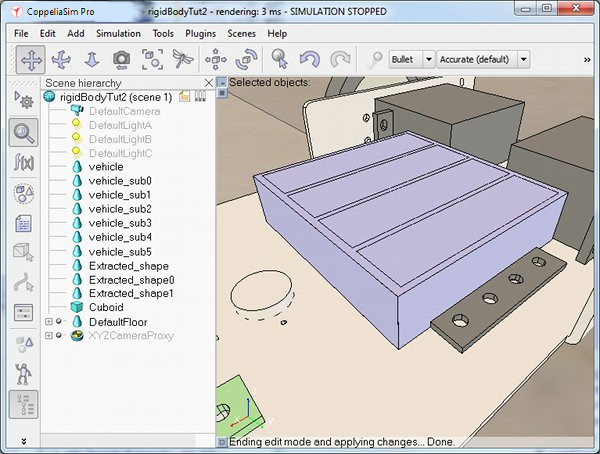 CoppeliaSim Pro - rigidBodyTut2 - rendering: 3 ms - SIMULATION STOPPED
File Edit Add Simulation Tools Plugins Scenes Help
Bullet Accurate (default) »
Scene hierarchy
Selected objects:
rigidBodyTut2 (scene 1)
DefaultCamera
DefaultLightA
DefaultLightB
DefaultLightC
vehicle
vehicle_sub0
vehicle_sub1
vehicle_sub2
vehicle_sub3
vehicle_sub4
vehicle_sub5
Extracted_shape
Extracted_shape0
Extracted_shape1
Cuboid
DefaultFloor
XYZCameraProxy
f(x)
Ending edit mode and applying changes... Done.